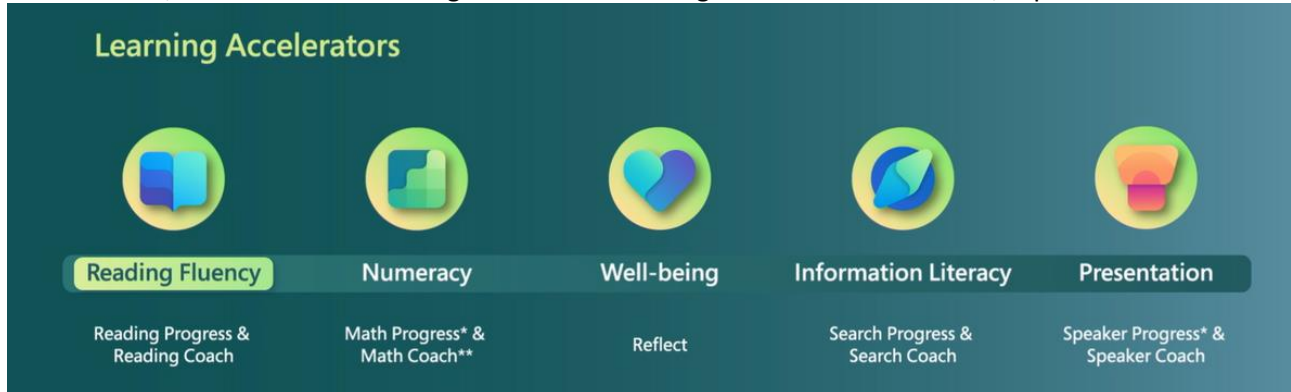 Learning Accelerators
Reading Fluency
Numeracy
Well-being
Information Literacy
Presentation
Reading Progress &
Reading Coach
Math Progress* &
Math Coach**
Reflect
Search Progress &
Search Coach
Speaker Progress* &
Speaker Coach